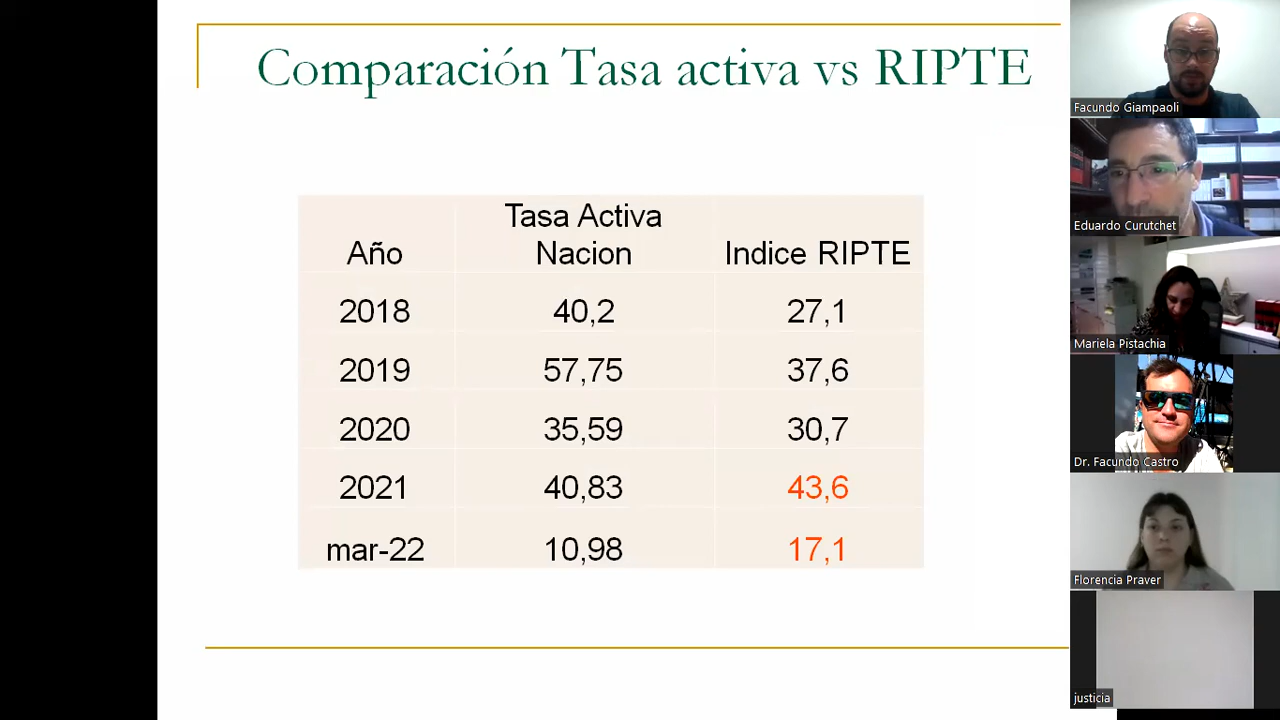 Comparación Tasa activa vs RIPTE
Año Tasa Activa Nacion Indice RIPTE
2018 40,2 27,1
2019 57,75 37,6
2020 35,59 30,7
2021 40,83 43,6
mar-22 10,98 17,1
Facundo Giampaoli
Eduardo Curutchet
Mariela Pistachia
Dr. Facundo Castro
Florencia Praver
justicia